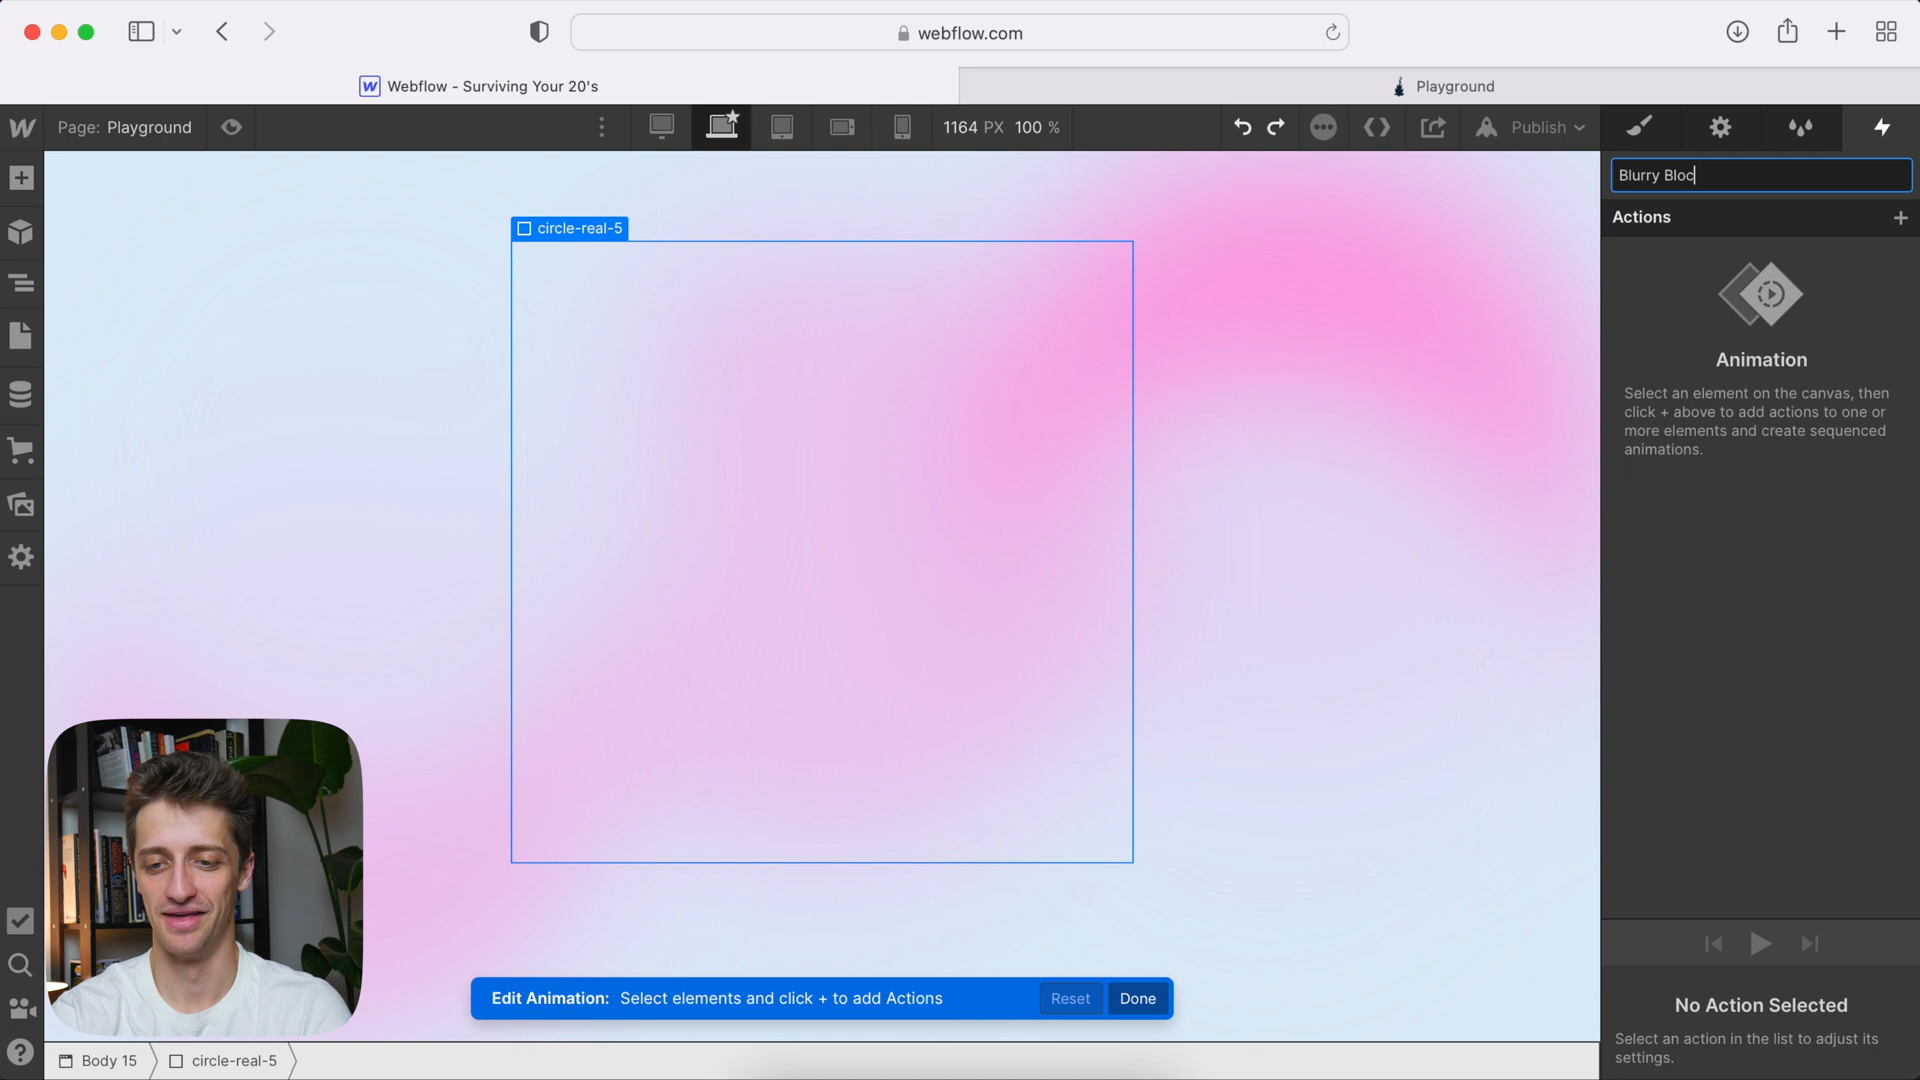 webflow.com
Webflow - Surviving Your 20's
Playground
Page: Playground
1164 PX 100 %
Publish
Blurry Bloc
Actions
circle-real-5
Animation
Select an element on the canvas, then
click + above to add actions to one or
more elements and create sequenced
animations.
Edit Animation: Select elements and click + to add Actions
Reset
Done
No Action Selected
Select an action in the list to adjust its
settings.
Body 15
circle-real-5